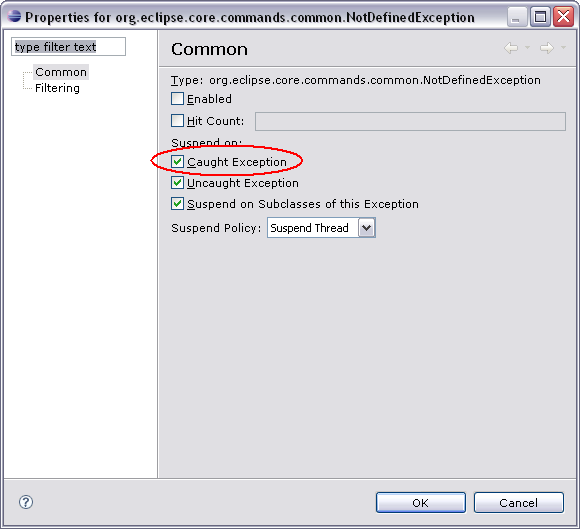 Properties for org.eclipse.core.commands.common.NotDefinedException
type filter text
Common
Filtering
Common
Type: org.eclipse.core.commands.common.NotDefinedException
Enabled
Hit Count:
Suspend on:
Caught Exception
Uncaught Exception
Suspend on Subclasses of this Exception
Suspend Policy: Suspend Thread
?
OK Cancel